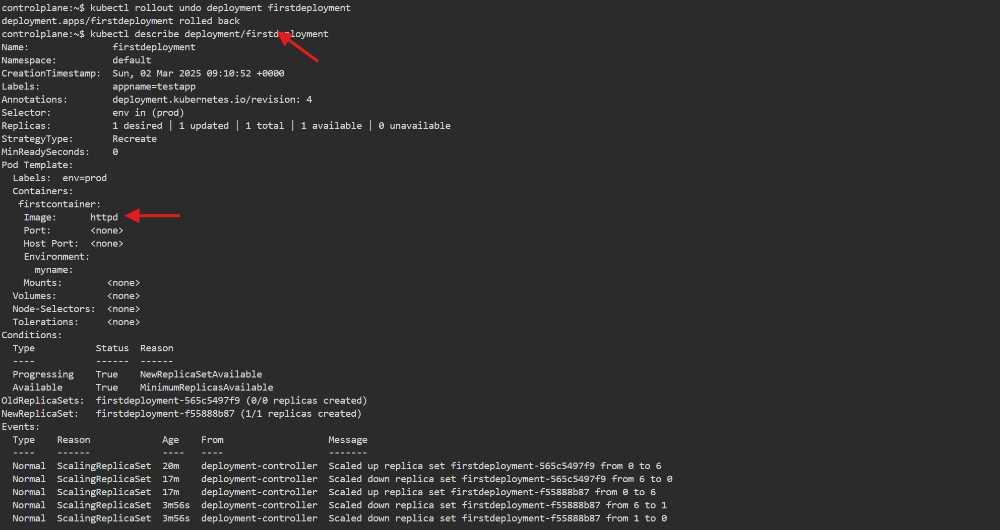 controlplane:~$ kubectl rollout undo deployment firstdeployment
deployment.apps/firstdeployment rolled back
controlplane:~$ kubectl describe deployment/firstdeployment
Name:                   firstdeployment
Namespace:              default
CreationTimestamp:  Sun, 02 Mar 2025 09:10:52 +0000
Labels:                 appname=testapp
Annotations:            deployment.kubernetes.io/revision: 4
Selector:               env in (prod)
Replicas:               1 desired | 1 updated | 1 total | 1 available | 0 unavailable
StrategyType:       Recreate
MinReadySeconds:    0
Pod Template:
  Labels:  env=prod
  Containers:
   firstcontainer:
    Image:      httpd
    Port:       <none>
    Host Port:  <none>
    Environment:
      myname:
    Mounts:        <none>
  Volumes:         <none>
  Node-Selectors:  <none>
  Tolerations:     <none>
Conditions:
  Type           Status  Reason
  ----           ------  ------
  Progressing    True    NewReplicaSetAvailable
  Available      True    MinimumReplicasAvailable
OldReplicaSets:  firstdeployment-565c5497f9 (0/0 replicas created)
NewReplicaSet:   firstdeployment-f55888b87 (1/1 replicas created)
Events:
  Type    Reason             Age    From                   Message
  ----    ------             ----   ----                   -------
  Normal  ScalingReplicaSet  20m    deployment-controller  Scaled up replica set firstdeployment-565c5497f9 from 0 to 6
  Normal  ScalingReplicaSet  17m    deployment-controller  Scaled down replica set firstdeployment-565c5497f9 from 6 to 0
  Normal  ScalingReplicaSet  17m    deployment-controller  Scaled up replica set firstdeployment-f55888b87 from 0 to 6
  Normal  ScalingReplicaSet  3m56s  deployment-controller  Scaled down replica set firstdeployment-f55888b87 from 6 to 1
  Normal  ScalingReplicaSet  3m56s  deployment-controller  Scaled down replica set firstdeployment-f55888b87 from 1 to 0